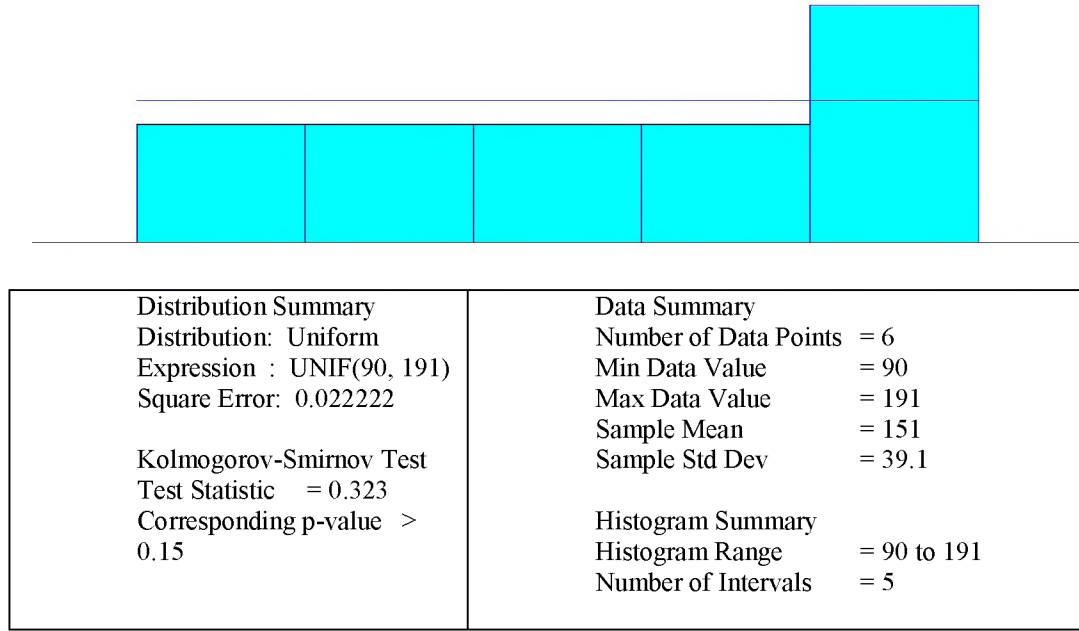 Distribution Summary
Distribution: Uniform
Expression : UNIF(90, 191)
Square Error: 0.022222
Kolmogorov-Smirnov Test
Test Statistic = 0.323
Corresponding p-value >
0.15
Data Summary
Number of Data Points = 6
Min Data Value = 90
Max Data Value = 191
Sample Mean = 151
Sample Std Dev = 39.1
Histogram Summary
Histogram Range = 90 to 191
Number of Intervals = 5